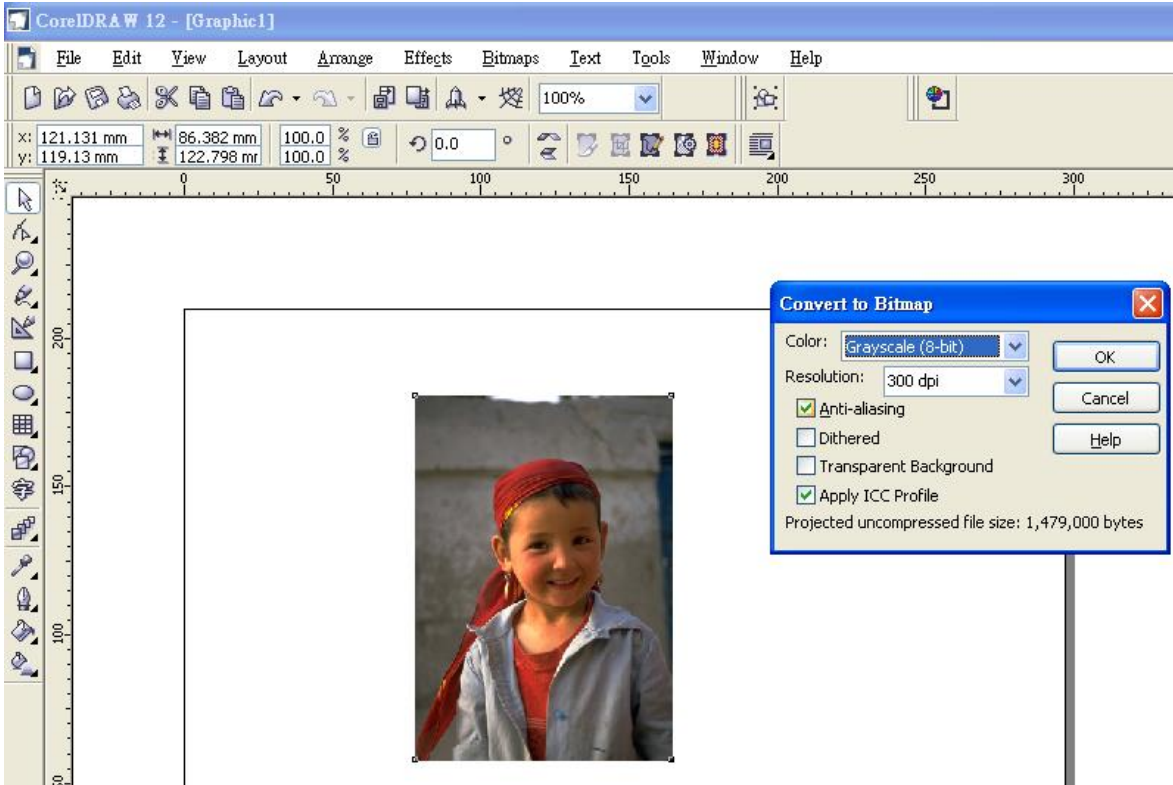 CorelDRAW 12 - [Graphic1]
File Edit View Layout Arrange Effects Bitmaps Text Tools Window Help
100%
x: 121.131 mm 86.382 mm 100.0 % 0.0 °
y: 119.13 mm 122.798 mr 100.0 %
0 50 100 150 200 250 300
字
200
150
100
50
Convert to Bitmap
Color: Grayscale (8-bit) OK
Resolution: 300 dpi Cancel
Anti-aliasing Help
Dithered
Transparent Background
Apply ICC Profile
Projected uncompressed file size: 1,479,000 bytes